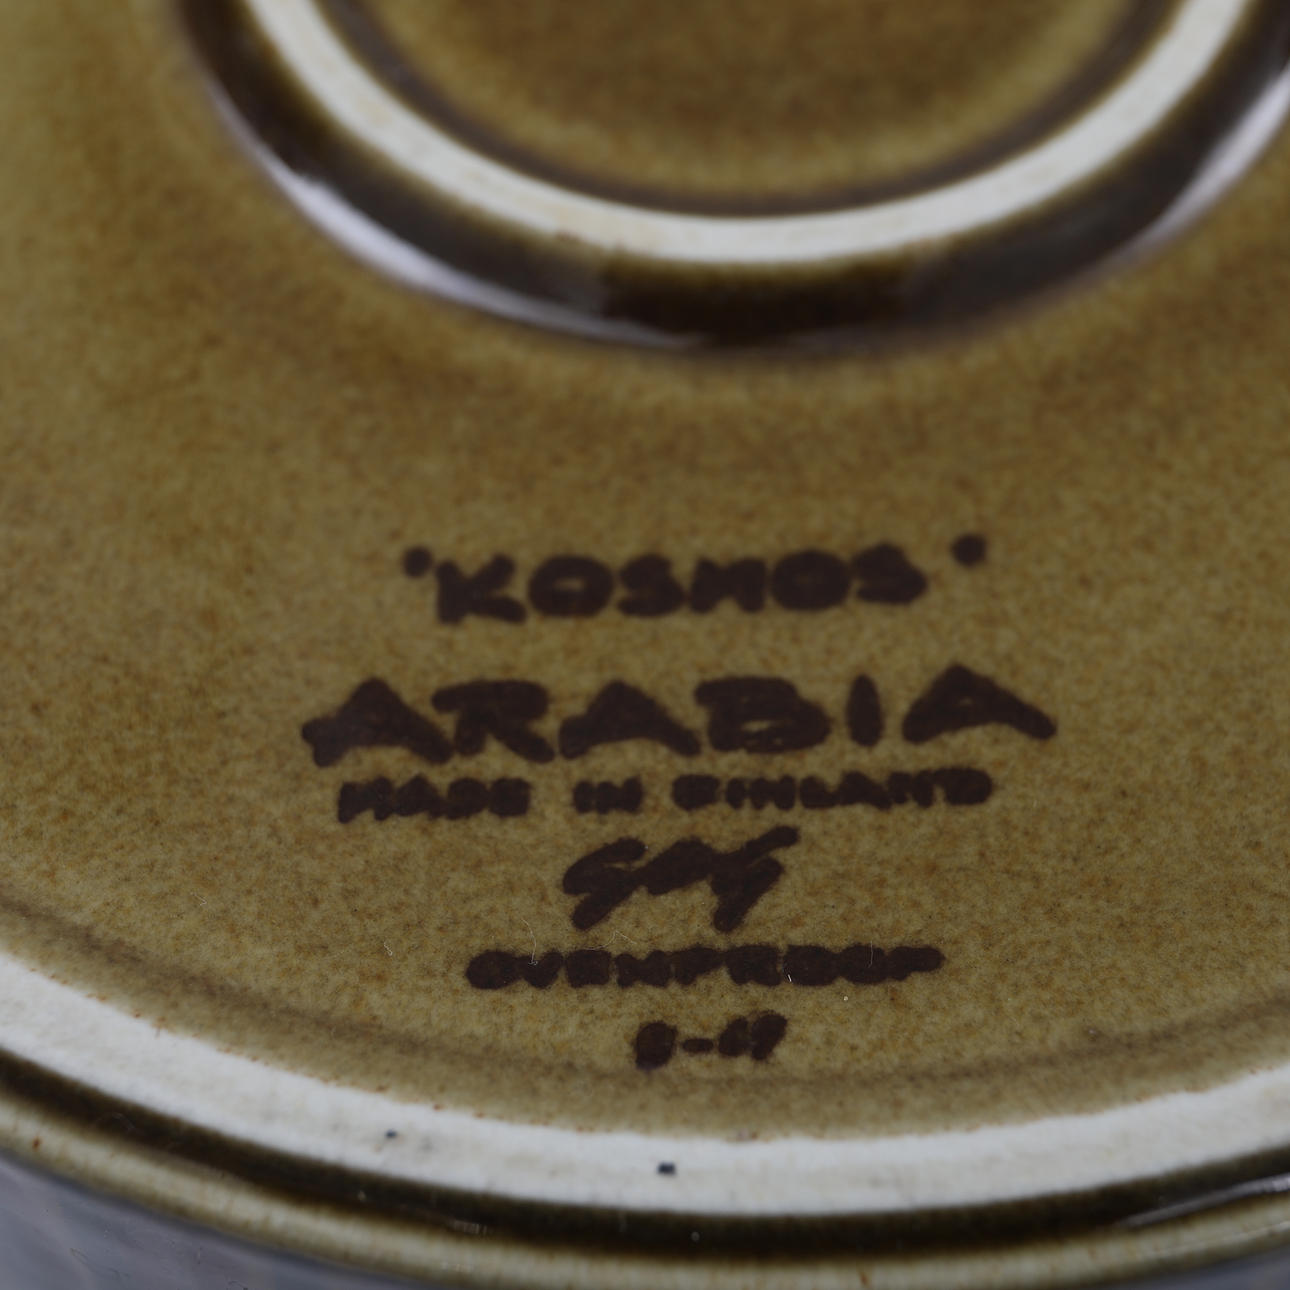 "KOSMOS"
ARABIA
MADE IN FINLAND
OVENPROOF